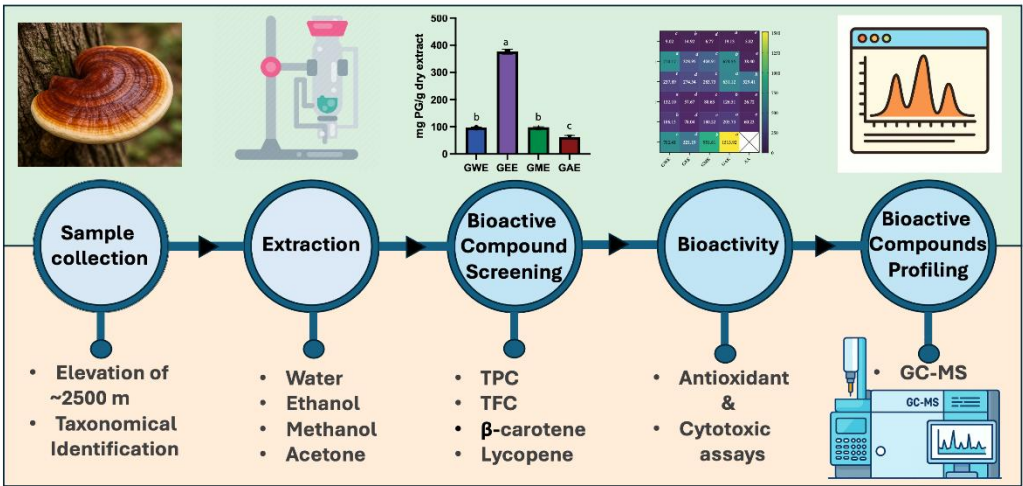 500
400
300
200
100
0
mg PG/g dry extract
b
a
b
c
GWE GEE GME GAE
Sample
collection
Extraction
Bioactive
Compound
Screening
Bioactivity
Bioactive
Compounds
Profiling
• Elevation of
~2500 m
• Taxonomical
Identification
• Water
• Ethanol
• Methanol
• Acetone
• TPC
• TFC
• β-carotene
• Lycopene
• Antioxidant
&
• Cytotoxic
assays
• GC-MS
GC-MS